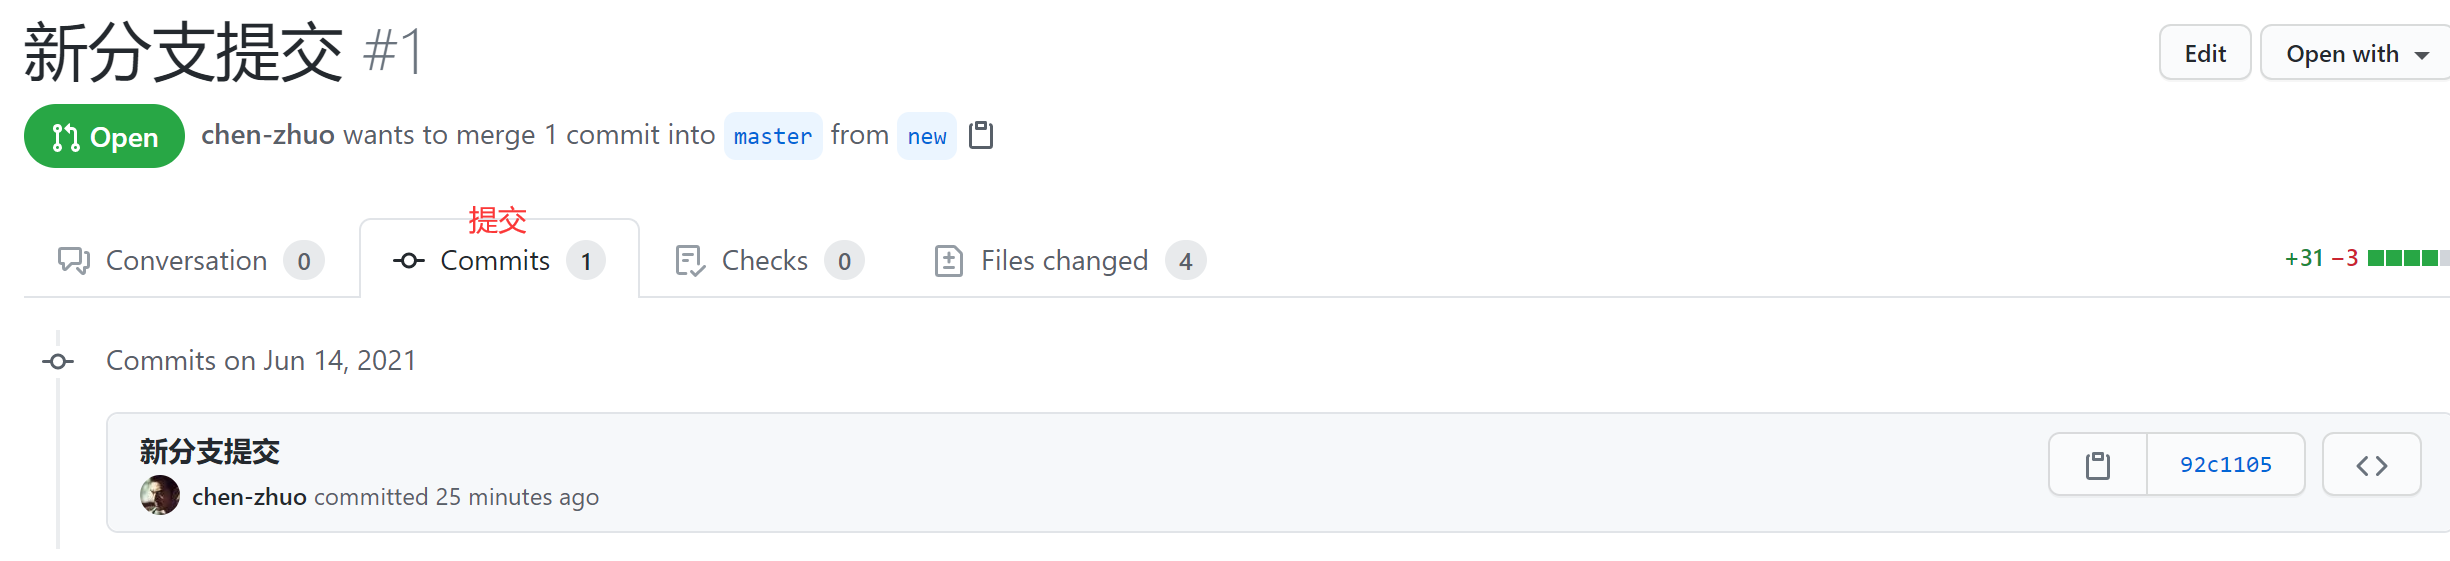 新分支提交 #1
Edit
Open with
Open
chen-zhuo wants to merge 1 commit into master from new
提交
Conversation 0
Commits 1
Checks 0
Files changed 4
+31 −3
Commits on Jun 14, 2021
新分支提交
chen-zhuo committed 25 minutes ago
92c1105